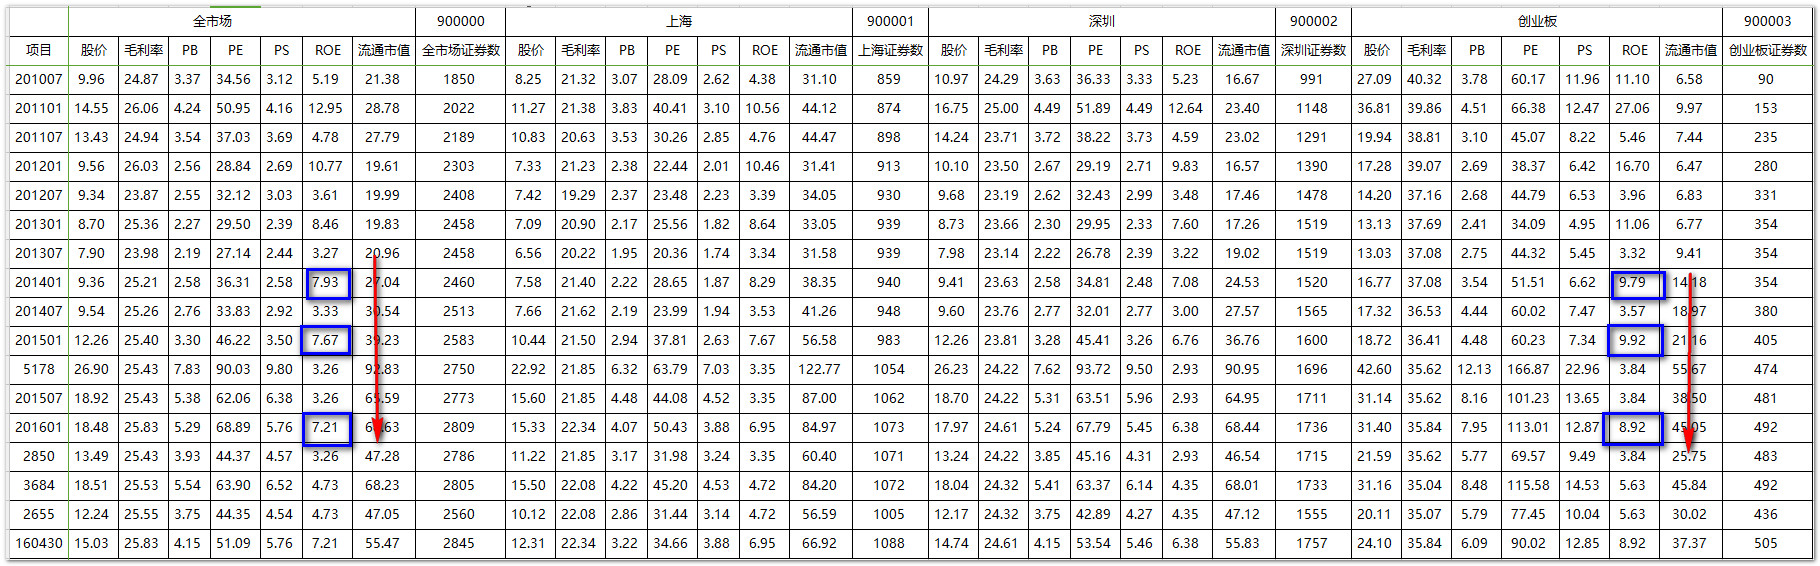 全市场 900000 上海 900001 深圳 900002 创业板 900003
项目 股价 毛利率 PB PE PS ROE 流通市值 全市场证券数 股价 毛利率 PB PE PS ROE 流通市值 上海证券数 股价 毛利率 PB PE PS ROE 流通市值 深圳证券数 股价 毛利率 PB PE PS ROE 流通市值 创业板证券数
201007 9.96 24.87 3.37 34.56 3.12 5.19 21.38 1850 8.25 21.32 3.07 28.09 2.62 4.38 31.10 859 10.97 24.29 3.63 36.33 3.33 5.23 16.67 991 27.09 40.32 3.78 60.17 11.96 11.10 6.58 90
201101 14.55 26.06 4.24 50.95 4.16 12.95 28.78 2022 11.27 21.38 3.83 40.41 3.10 10.56 44.12 874 16.75 25.00 4.49 51.89 4.49 12.64 23.40 1148 36.81 39.86 4.51 66.38 12.47 27.06 9.97 153
201107 13.43 24.94 3.54 37.03 3.69 4.78 27.79 2189 10.83 20.63 3.53 30.26 2.85 4.76 44.47 898 14.24 23.71 3.72 38.22 3.73 4.59 23.02 1291 19.94 38.81 3.10 45.07 8.22 5.46 7.44 235
201201 9.56 26.03 2.56 28.84 2.69 10.77 19.61 2303 7.33 21.23 2.38 22.44 2.01 10.46 31.41 913 10.10 23.50 2.67 29.19 2.71 9.83 16.57 1390 17.28 39.07 2.69 38.37 6.42 16.70 6.47 280
201207 9.34 23.87 2.55 32.12 3.03 3.61 19.99 2408 7.42 19.29 2.37 23.48 2.23 3.39 34.05 930 9.68 23.19 2.62 32.43 2.99 3.48 17.46 1478 14.20 37.16 2.68 44.79 6.53 3.96 6.83 331
201301 8.70 25.36 2.27 29.50 2.39 8.46 19.83 2458 7.09 20.90 2.17 25.56 1.82 8.64 33.05 939 8.73 23.66 2.30 29.95 2.33 7.60 17.26 1519 13.13 37.69 2.41 34.09 4.95 11.06 6.77 354
201307 7.90 23.98 2.19 27.14 2.44 3.27 20.96 2458 6.56 20.22 1.95 20.36 1.74 3.34 31.58 939 7.98 23.14 2.22 26.78 2.39 3.22 19.02 1519 13.03 37.08 2.75 44.32 5.45 3.32 9.41 354
201401 9.36 25.21 2.58 36.31 2.58 7.93 27.04 2460 7.58 21.40 2.22 28.65 1.87 8.29 38.35 940 9.41 23.63 2.58 34.81 2.48 7.08 24.53 1520 16.77 37.08 3.54 51.51 6.62 9.79 14.18 354
201407 9.54 25.26 2.76 33.83 2.92 3.33 30.54 2513 7.66 21.62 2.19 23.99 1.94 3.53 41.26 948 9.60 23.76 2.77 32.01 2.77 3.00 27.57 1565 17.32 36.53 4.44 60.02 7.47 3.57 18.97 380
201501 12.26 25.40 3.30 46.22 3.50 7.67 39.23 2583 10.44 21.50 2.94 37.81 2.63 7.67 56.58 983 12.26 23.81 3.28 45.41 3.26 6.76 36.76 1600 18.72 36.41 4.48 60.23 7.34 9.92 21.16 405
5178 26.90 25.43 7.83 90.03 9.80 3.26 92.83 2750 22.92 21.85 6.32 63.79 7.03 3.35 122.77 1054 26.23 24.22 7.62 93.72 9.50 2.93 90.95 1696 42.60 35.62 12.13 166.87 22.96 3.84 55.67 474
201507 18.92 25.43 5.38 62.06 6.38 3.26 65.59 2773 15.60 21.85 4.48 44.08 4.52 3.35 87.00 1062 18.70 24.22 5.31 63.51 5.96 2.93 64.95 1711 31.14 35.62 8.16 101.23 13.65 3.84 38.50 481
201601 18.48 25.83 5.29 68.89 5.76 7.21 2809 15.33 22.34 4.07 50.43 3.88 6.95 84.97 1073 17.97 24.61 5.24 67.79 5.45 6.38 68.44 1736 31.40 35.84 7.95 113.01 12.87 8.92 45.05 492
2850 13.49 25.43 3.93 44.37 4.57 3.26 47.28 2786 11.22 21.85 3.17 31.98 3.24 3.35 60.40 1071 13.24 24.22 3.85 45.16 4.31 2.93 46.54 1715 21.59 35.62 5.77 69.57 9.49 3.84 25.75 483
3684 18.51 25.53 5.54 63.90 6.52 4.73 68.23 2805 15.50 22.08 4.22 45.20 4.53 4.72 84.20 1072 18.04 24.32 5.41 63.37 6.14 4.35 68.01 1733 31.16 35.04 8.48 115.58 14.53 5.63 45.84 492
2655 12.24 25.55 3.75 44.35 4.54 4.73 47.05 2560 10.12 22.08 2.86 31.44 3.14 4.72 56.59 1005 12.17 24.32 3.75 42.89 4.27 4.35 47.12 1555 20.11 35.07 5.79 77.45 10.04 5.63 30.02 436
160430 15.03 25.83 4.15 51.09 5.76 7.21 55.47 2845 12.31 22.34 3.22 34.66 3.88 6.95 66.92 1088 14.74 24.61 4.15 53.54 5.46 6.38 55.83 1757 24.10 35.84 6.09 90.02 12.85 8.92 37.37 505